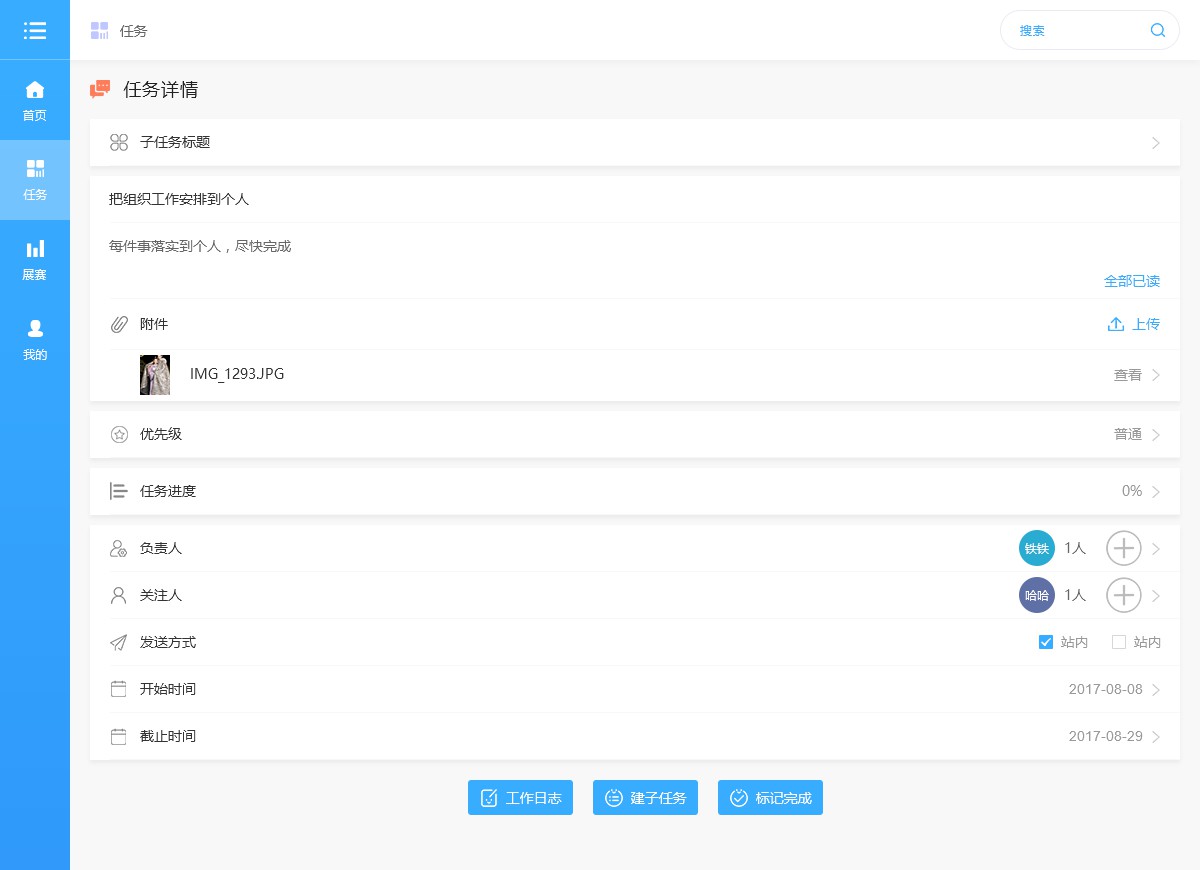 任务
搜索
首页
任务
展赛
我的
任务详情
子任务标题
把组织工作安排到个人
每件事落实到个人，尽快完成
全部已读
附件
上传
IMG_1293.JPG
查看
优先级
普通
任务进度
0%
负责人
铁铁
1人
关注人
哈哈
1人
发送方式
站内
站内
开始时间
2017-08-08
截止时间
2017-08-29
工作日志
建子任务
标记完成